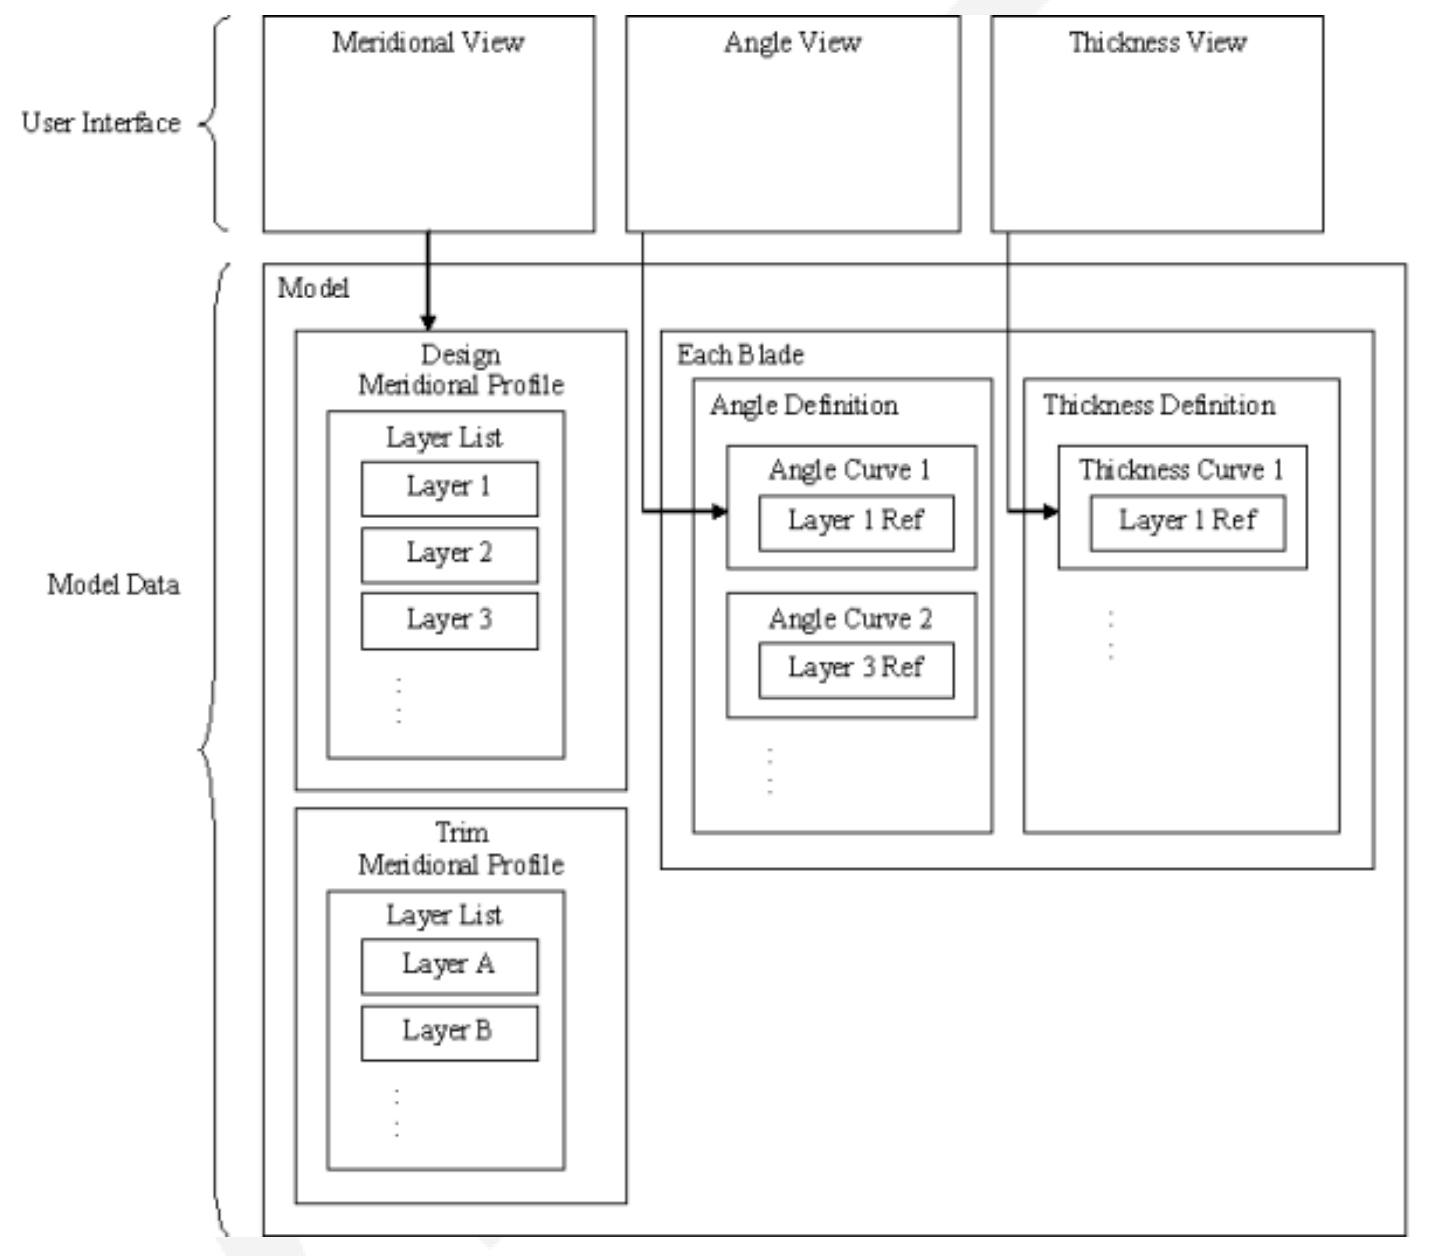 User Interface
Meridional View
Angle View
Thickness View
Model Data
Model
Design
Meridional Profile
Layer List
Layer 1
Layer 2
Layer 3
Trim
Meridional Profile
Layer List
Layer A
Layer B
Each Blade
Angle Definition
Angle Curve 1
Layer 1 Ref
Angle Curve 2
Layer 3 Ref
Thickness Definition
Thickness Curve 1
Layer 1 Ref